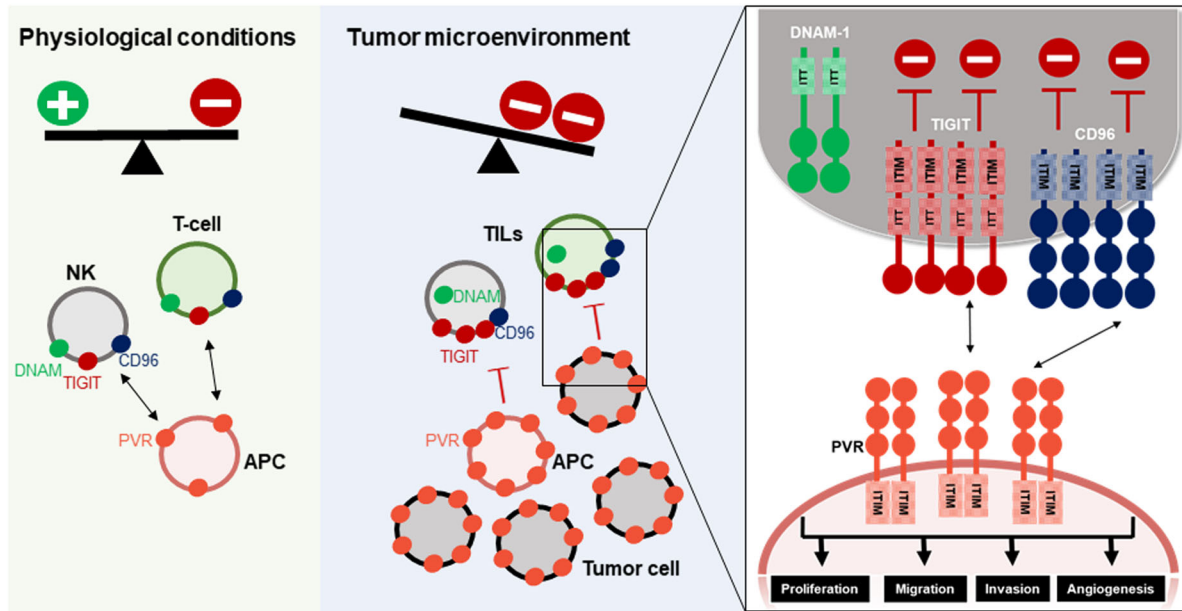 Physiological conditions
T-cell
NK
DNAM
TIGIT
CD96
PVR
APC
Tumor microenvironment
TILs
DNAM
CD96
TIGIT
PVR
APC
Tumor cell
DNAM-1
ITT
ITT
TIGIT
ITIM
ITIM
ITIM
ITIM
ITT
ITT
ITT
ITT
CD96
ITIM
ITIM
ITIM
ITIM
PVR
ITIM
ITIM
ITIM
ITIM
ITIM
ITIM
Proliferation
Migration
Invasion
Angiogenesis